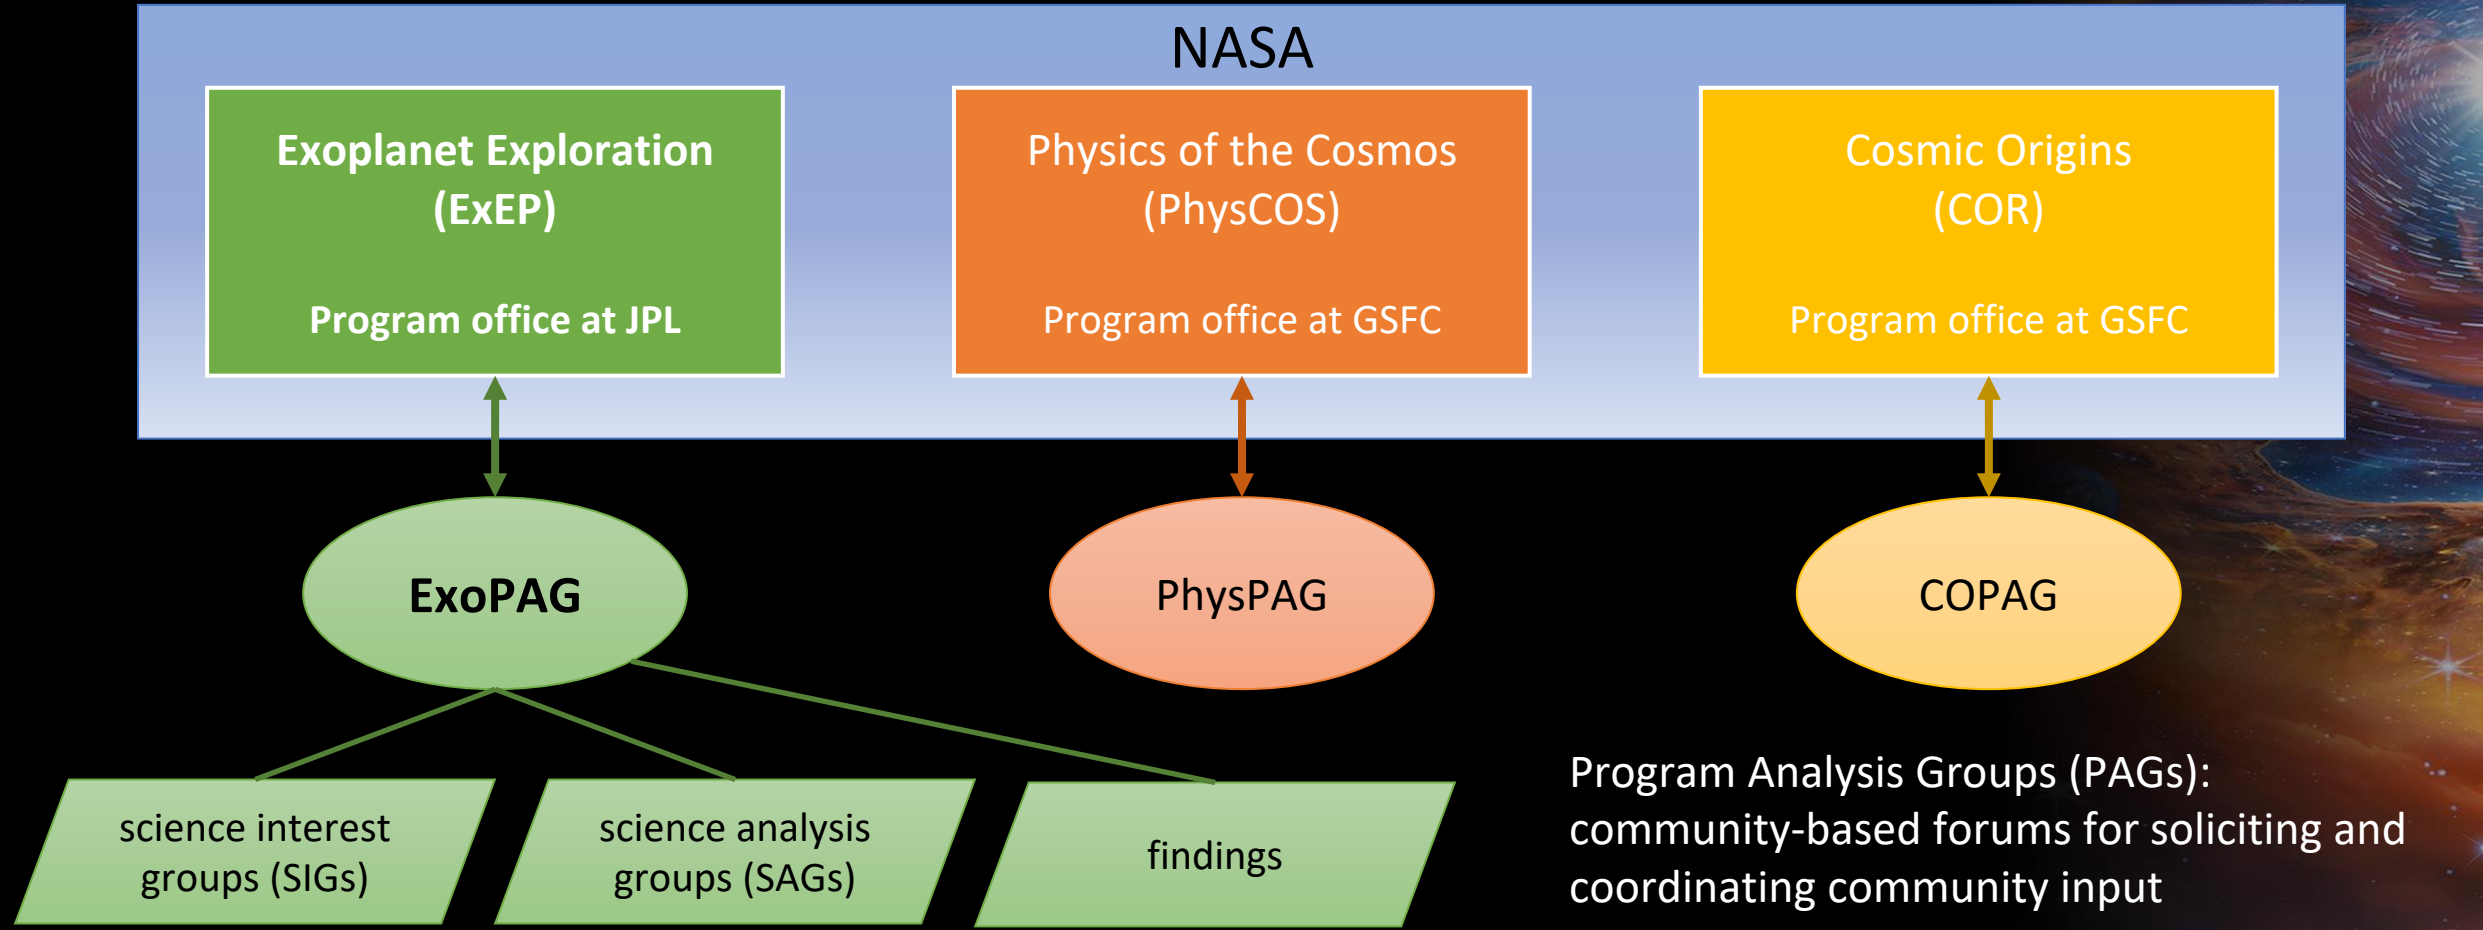 NASA
Exoplanet Exploration
(ExEP)
Program office at JPL
Physics of the Cosmos
(PhysCOS)
Program office at GSFC
Cosmic Origins
(COR)
Program office at GSFC
ExoPAG
PhysPAG
COPAG
science interest
groups (SIGs)
science analysis
groups (SAGs)
findings
Program Analysis Groups (PAGs):
community-based forums for soliciting and
coordinating community input